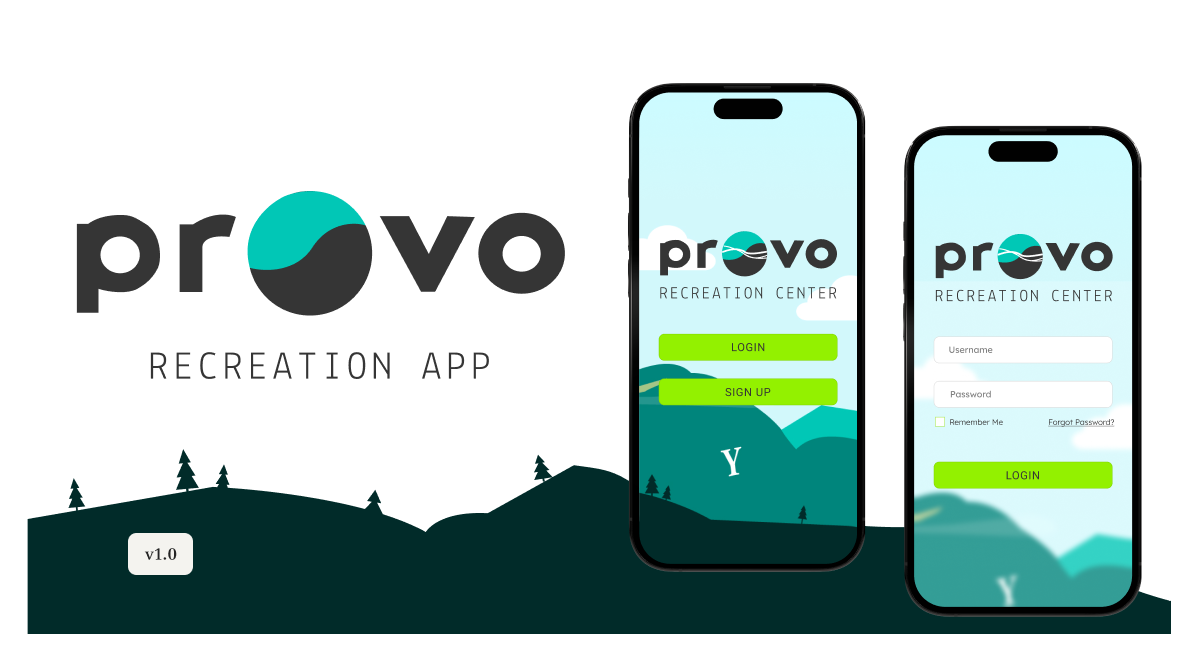 provo
RECREATION APP
v1.0
provo
RECREATION CENTER
LOGIN
SIGN UP
Y
provo
RECREATION CENTER
Username
Password
Remember Me
Forgot Password?
LOGIN
Y